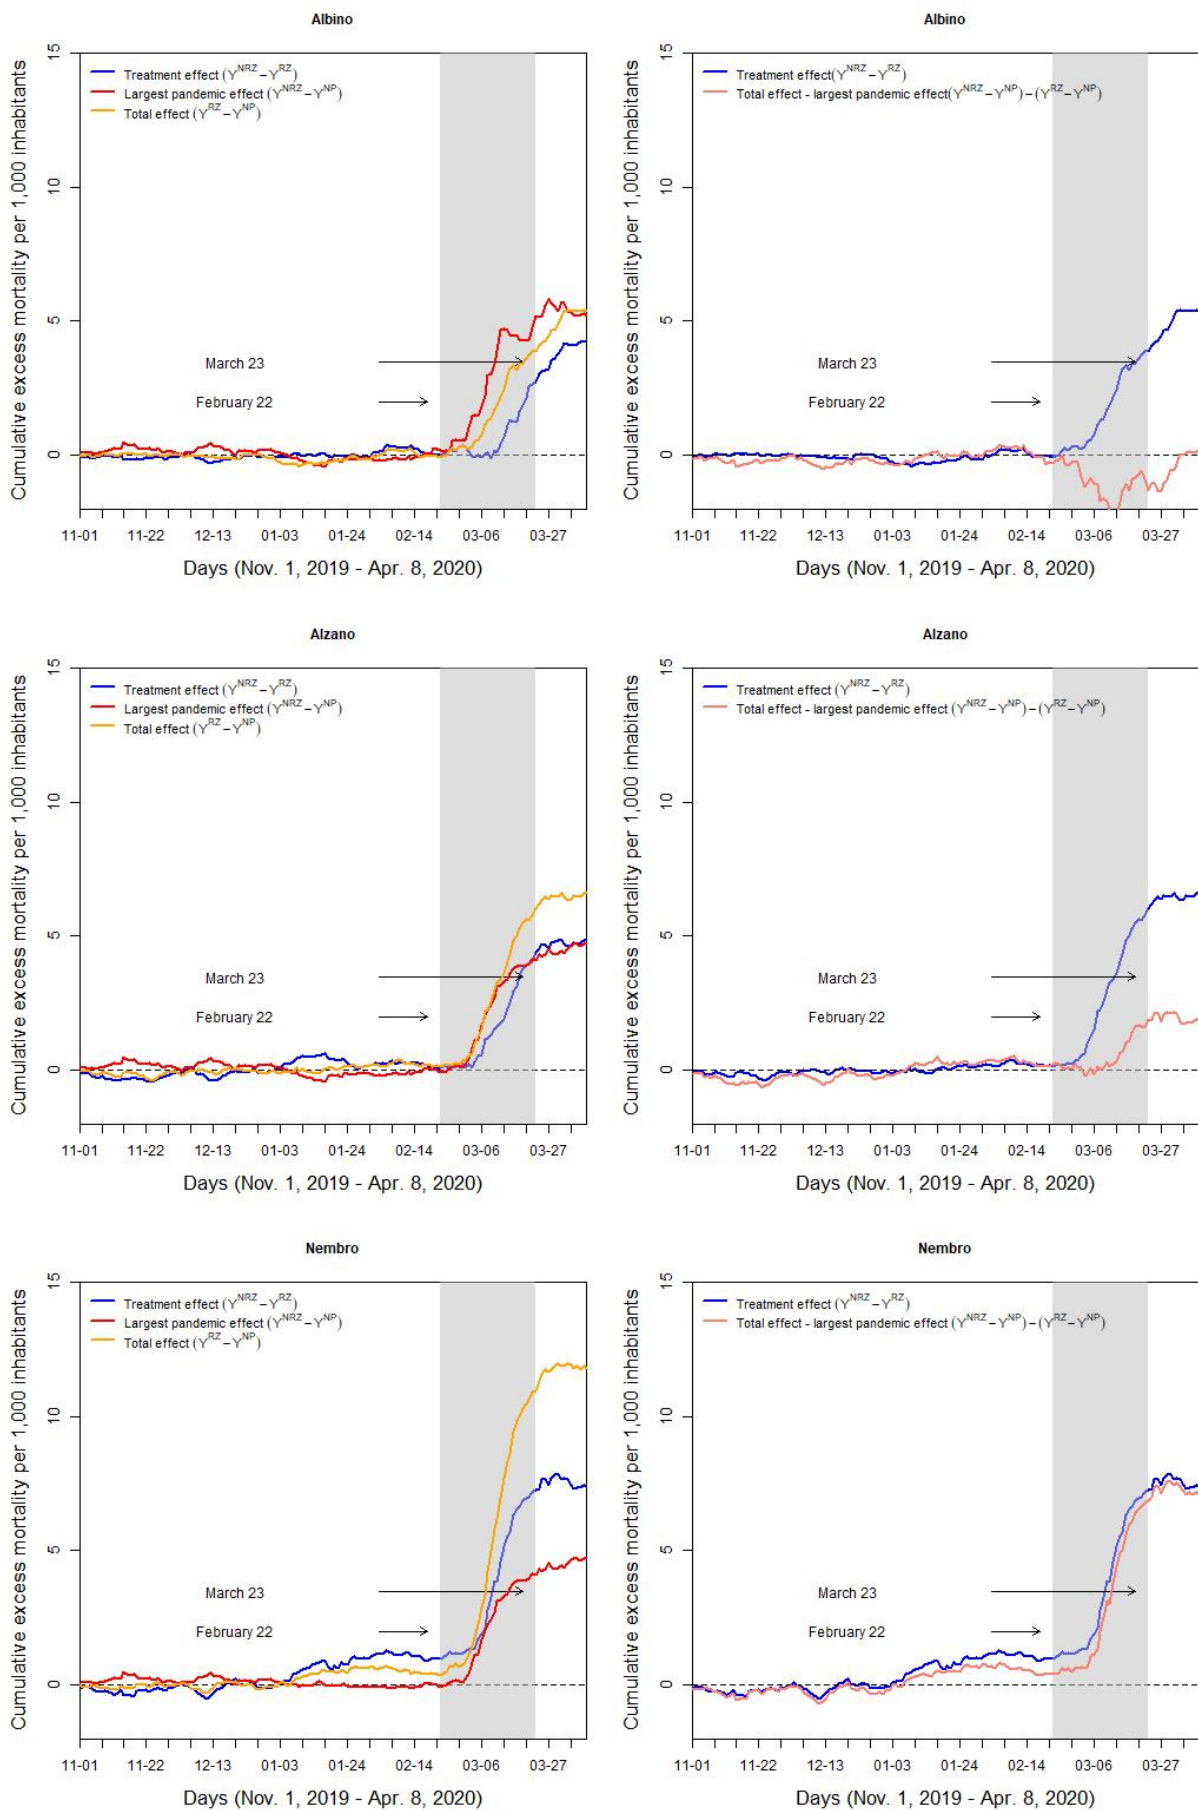 Albino
Cumulative excess mortality per 1,000 inhabitants
15
10
5
0
Treatment effect (Y^NRZ − Y^RZ)
Largest pandemic effect (Y^NRZ − Y^NP)
Total effect (Y^RZ − Y^NP)
March 23
February 22
11-01 11-22 12-13 01-03 01-24 02-14 03-06 03-27
Days (Nov. 1, 2019 - Apr. 8, 2020)
Albino
Cumulative excess mortality per 1,000 inhabitants
15
10
5
0
Treatment effect(Y^NRZ − Y^RZ)
Total effect - largest pandemic effect(Y^NRZ − Y^NP) − (Y^RZ − Y^NP)
March 23
February 22
11-01 11-22 12-13 01-03 01-24 02-14 03-06 03-27
Days (Nov. 1, 2019 - Apr. 8, 2020)
Alzano
Cumulative excess mortality per 1,000 inhabitants
15
10
5
0
Treatment effect (Y^NRZ − Y^RZ)
Largest pandemic effect (Y^NRZ − Y^NP)
Total effect (Y^RZ − Y^NP)
March 23
February 22
11-01 11-22 12-13 01-03 01-24 02-14 03-06 03-27
Days (Nov. 1, 2019 - Apr. 8, 2020)
Alzano
Cumulative excess mortality per 1,000 inhabitants
15
10
5
0
Treatment effect (Y^NRZ − Y^RZ)
Total effect - largest pandemic effect (Y^NRZ − Y^NP) − (Y^RZ − Y^NP)
March 23
February 22
11-01 11-22 12-13 01-03 01-24 02-14 03-06 03-27
Days (Nov. 1, 2019 - Apr. 8, 2020)
Nembro
Cumulative excess mortality per 1,000 inhabitants
15
10
5
0
Treatment effect (Y^NRZ − Y^RZ)
Largest pandemic effect (Y^NRZ − Y^NP)
Total effect (Y^RZ − Y^NP)
March 23
February 22
11-01 11-22 12-13 01-03 01-24 02-14 03-06 03-27
Days (Nov. 1, 2019 - Apr. 8, 2020)
Nembro
Cumulative excess mortality per 1,000 inhabitants
15
10
5
0
Treatment effect (Y^NRZ − Y^RZ)
Total effect - largest pandemic effect (Y^NRZ − Y^NP) − (Y^RZ − Y^NP)
March 23
February 22
11-01 11-22 12-13 01-03 01-24 02-14 03-06 03-27
Days (Nov. 1, 2019 - Apr. 8, 2020)